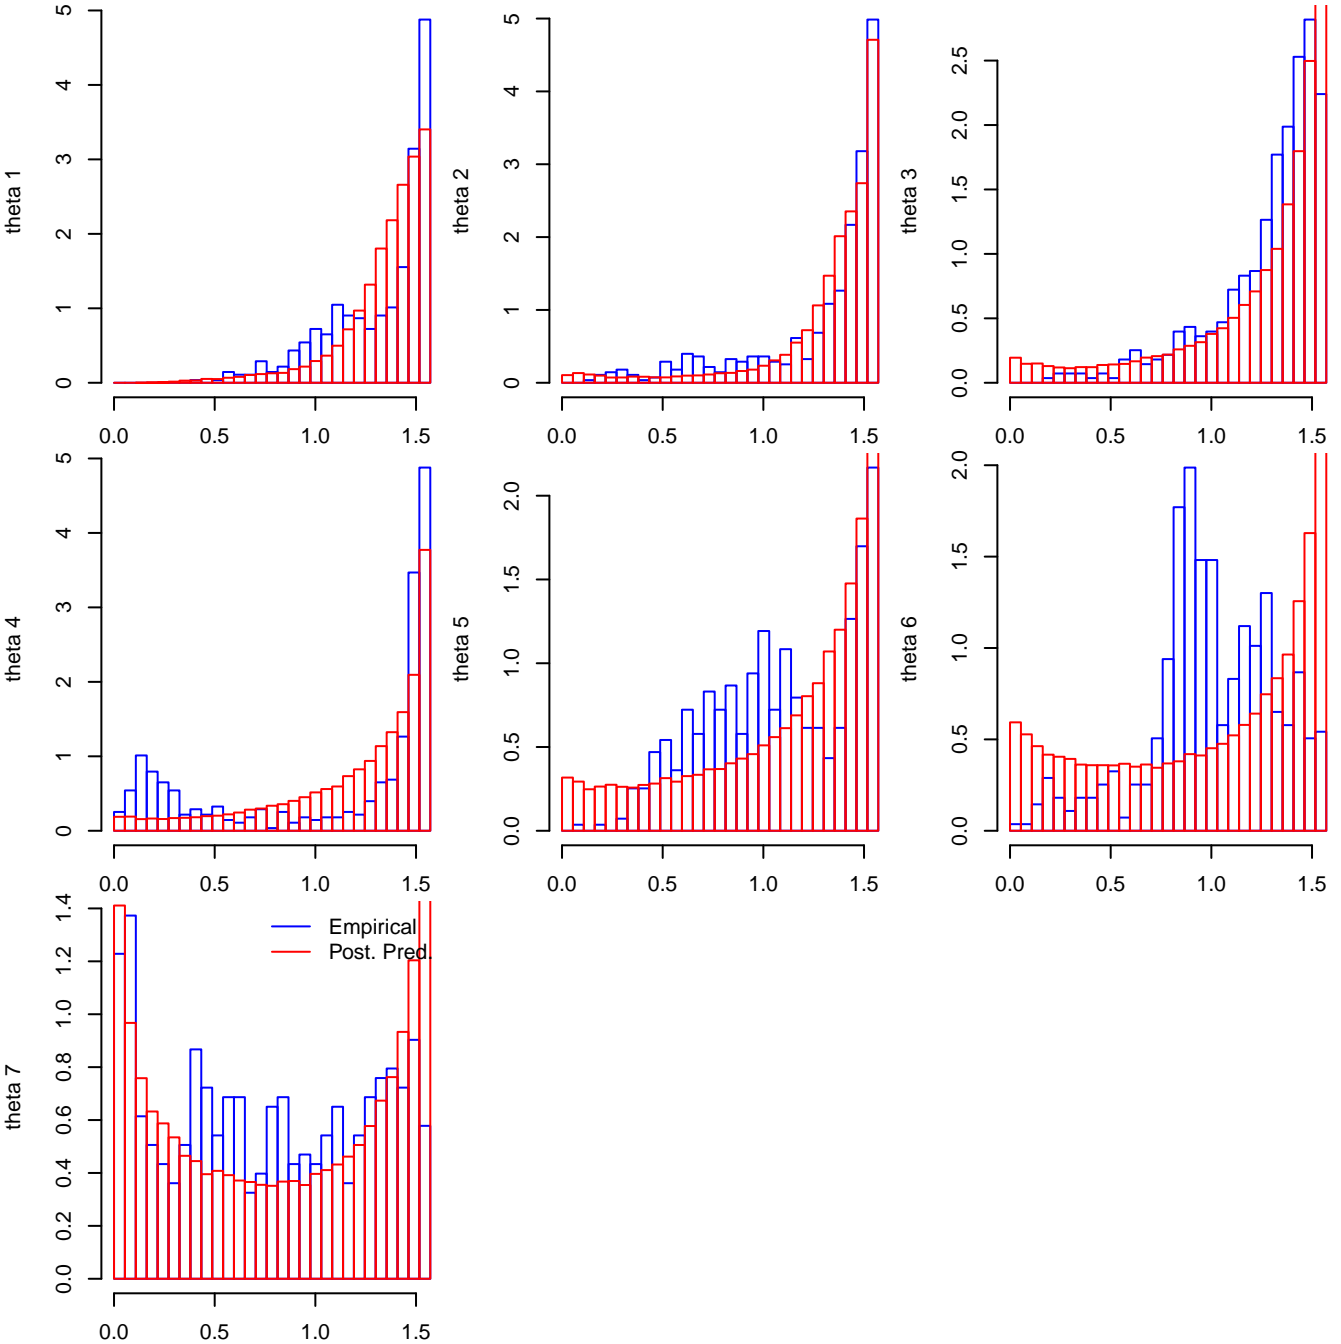 theta 1
0 1 2 3 4 5
0.0 0.5 1.0 1.5
theta 2
0 1 2 3 4 5
0.0 0.5 1.0 1.5
theta 3
0.0 0.5 1.0 1.5 2.0 2.5
0.0 0.5 1.0 1.5
theta 4
0 1 2 3 4 5
0.0 0.5 1.0 1.5
theta 5
0.0 0.5 1.0 1.5 2.0
0.0 0.5 1.0 1.5
theta 6
0.0 0.5 1.0 1.5 2.0
0.0 0.5 1.0 1.5
theta 7
0.0 0.2 0.4 0.6 0.8 1.0 1.2 1.4
0.0 0.5 1.0 1.5
Empirical
Post. Pred.